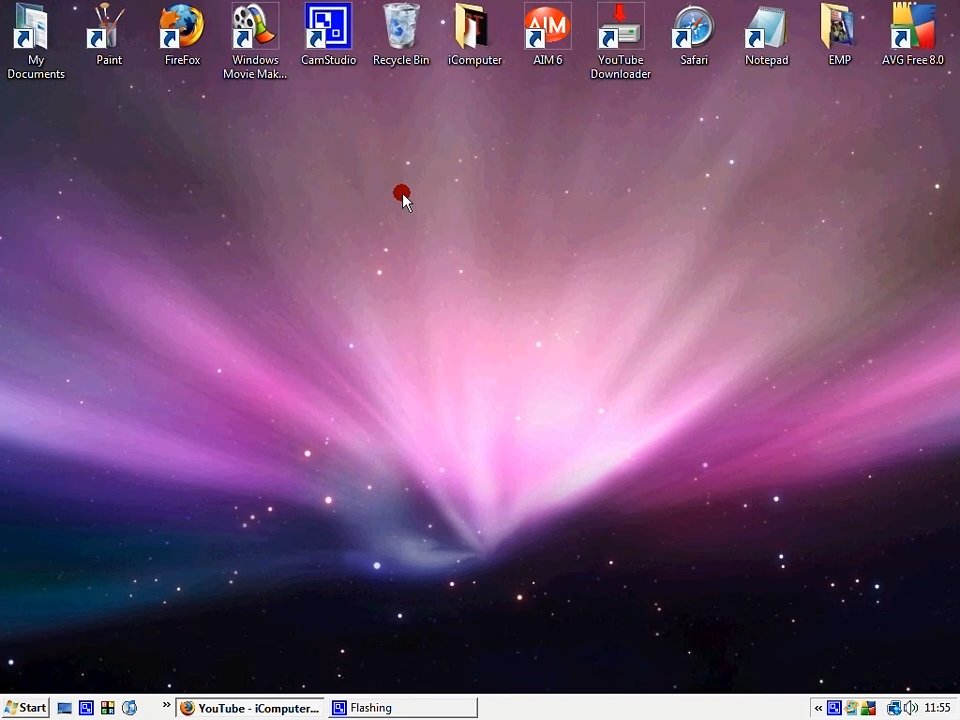 My Documents
Paint
FireFox
Windows Movie Mak...
CamStudio
Recycle Bin
iComputer
AIM
AIM 6
YouTube Downloader
Safari
Notepad
EMP
AVG Free 8.0
Start
»
YouTube - iComputer...
Flashing
«
11:55